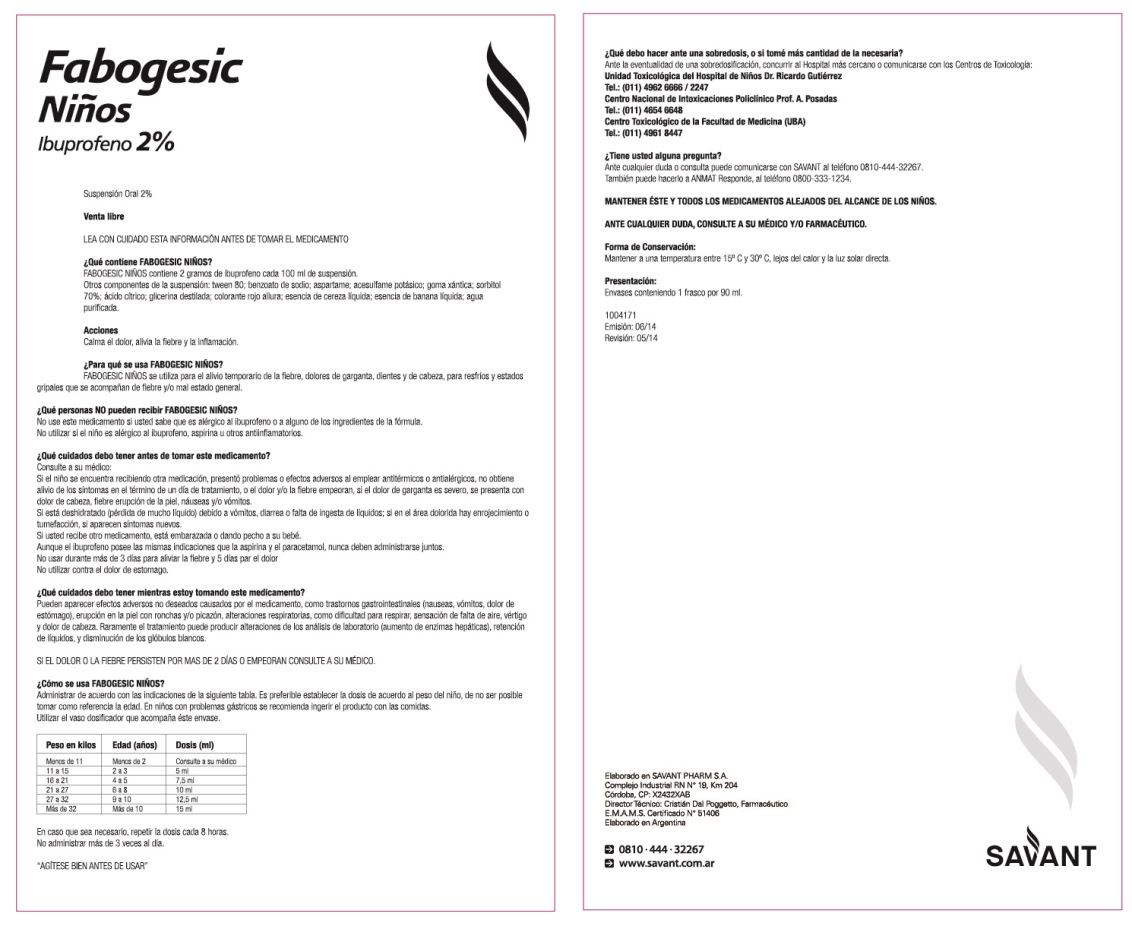 Fabogesic
Niños
Ibuprofeno 2%
Suspensión Oral 2%
Venta libre
LEA CON CUIDADO ESTA INFORMACIÓN ANTES DE TOMAR EL MEDICAMENTO
¿Qué contiene FABOGESIC NIÑOS?
FABOGESIC NIÑOS contiene 2 gramos de ibuprofeno cada 100 ml de suspensión.
Otros componentes de la suspensión: tween 80; benzoato de sodio; aspartame; acesulfame potásico; goma xántica; sorbitol
70%; ácido cítrico; glicerina destilada; colorante rojo allura; esencia de cereza líquida; esencia de banana líquida; agua
purificada.
Acciones
Calma el dolor, alivia la fiebre y la inflamación.
¿Para qué se usa FABOGESIC NIÑOS?
FABOGESIC NIÑOS se utiliza para el alivio temporario de la fiebre, dolores de garganta, dientes y de cabeza, para resfríos y estados
gripales que se acompañan de fiebre y/o mal estado general.
¿Qué personas NO pueden recibir FABOGESIC NIÑOS?
No use este medicamento si usted sabe que es alérgico al ibuprofeno o a alguno de los ingredientes de la fórmula.
No utilizar si el niño es alérgico al ibuprofeno, aspirina u otros antiinflamatorios.
¿Qué cuidados debo tener antes de tomar este medicamento?
Consulte a su médico:
Si el niño se encuentra recibiendo otra medicación, presentó problemas o efectos adversos al emplear antitérmicos o antialérgicos, no obtiene
alivio de los síntomas en el término de un día de tratamiento, o el dolor y/o la fiebre empeoran, si el dolor de garganta es severo, se presenta con
dolor de cabeza, fiebre erupción de la piel, náuseas y/o vómitos.
Si está deshidratado (pérdida de mucho líquido) debido a vómitos, diarrea o falta de ingesta de líquidos; si en el área dolorida hay enrojecimiento o
tumefacción, si aparecen síntomas nuevos.
Si usted recibe otro medicamento, está embarazada o dando pecho a su bebé.
Aunque el ibuprofeno posee las mismas indicaciones que la aspirina y el paracetamol, nunca deben administrarse juntos.
No usar durante más de 3 días para aliviar la fiebre y 5 días par el dolor
No utilizar contra el dolor de estomago.
¿Qué cuidados debo tener mientras estoy tomando este medicamento?
Pueden aparecer efectos adversos no deseados causados por el medicamento, como trastornos gastrointestinales (nauseas, vómitos, dolor de
estómago), erupción en la piel con ronchas y/o picazón, alteraciones respiratorias, como dificultad para respirar, sensación de falta de aire, vértigo
y dolor de cabeza. Raramente el tratamiento puede producir alteraciones de los análisis de laboratorio (aumento de enzimas hepáticas), retención
de líquidos, y disminución de los glóbulos blancos.
SI EL DOLOR O LA FIEBRE PERSISTEN POR MAS DE 2 DÍAS O EMPEORAN CONSULTE A SU MÉDICO.
¿Cómo se usa FABOGESIC NIÑOS?
Administrar de acuerdo con las indicaciones de la siguiente tabla. Es preferible establecer la dosis de acuerdo al peso del niño, de no ser posible
tomar como referencia la edad. En niños con problemas gástricos se recomienda ingerir el producto con las comidas.
Utilizar el vaso dosificador que acompaña éste envase.
Peso en kilos Edad (años) Dosis (ml)
Menos de 11 Menos de 2 Consulte a su médico
11 a 15 2 a 3 5 ml
16 a 21 4 a 5 7,5 ml
21 a 27 6 a 8 10 ml
27 a 32 9 a 10 12,5 ml
Más de 32 Más de 10 15 ml
En caso que sea necesario, repetir la dosis cada 8 horas.
No administrar más de 3 veces al día.
“AGÍTESE BIEN ANTES DE USAR”
¿Qué debo hacer ante una sobredosis, o si tomé más cantidad de la necesaria?
Ante la eventualidad de una sobredosificación, concurrir al Hospital más cercano o comunicarse con los Centros de Toxicología:
Unidad Toxicológica del Hospital de Niños Dr. Ricardo Gutiérrez
Tel.: (011) 4962 6666 / 2247
Centro Nacional de Intoxicaciones Policlínico Prof. A. Posadas
Tel.: (011) 4654 6648
Centro Toxicológico de la Facultad de Medicina (UBA)
Tel.: (011) 4961 8447
¿Tiene usted alguna pregunta?
Ante cualquier duda o consulta puede comunicarse con SAVANT al teléfono 0810-444-32267.
También puede hacerlo a ANMAT Responde, al teléfono 0800-333-1234.
MANTENER ÉSTE Y TODOS LOS MEDICAMENTOS ALEJADOS DEL ALCANCE DE LOS NIÑOS.
ANTE CUALQUIER DUDA, CONSULTE A SU MÉDICO Y/O FARMACÉUTICO.
Forma de Conservación:
Mantener a una temperatura entre 15º C y 30º C, lejos del calor y la luz solar directa.
Presentación:
Envases conteniendo 1 frasco por 90 ml.
1004171
Emisión: 06/14
Revisión: 05/14
Elaborado en SAVANT PHARM S.A.
Complejo Industrial RN N° 19, Km 204
Córdoba, CP: X2432XAB
Director Técnico: Cristián Dal Poggetto, Farmacéutico
E.M.A.M.S. Certificado N° 51406
Elaborado en Argentina
0810 · 444 · 32267
www.savant.com.ar
SAVANT